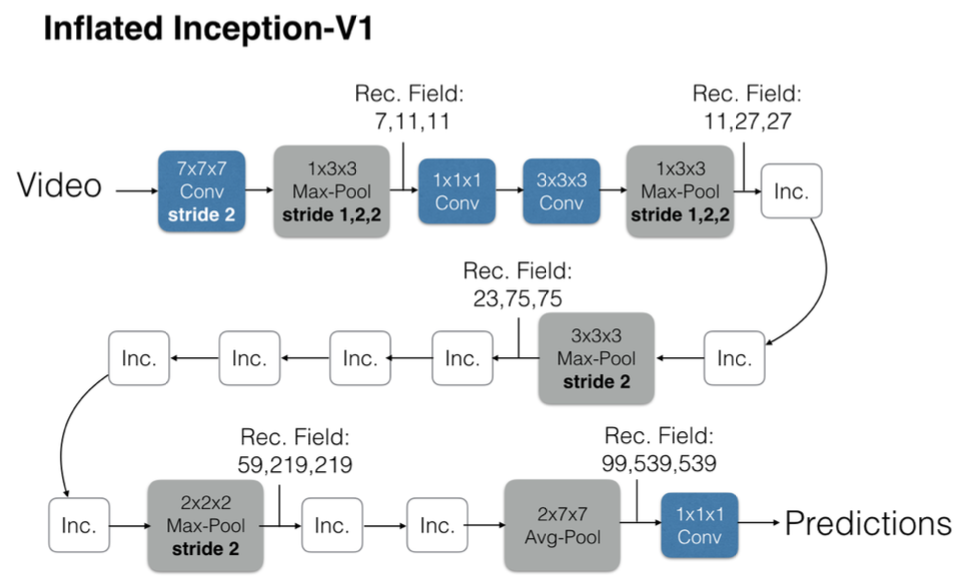 Inflated Inception-V1
Rec. Field:
7,11,11
Rec. Field:
11,27,27
Video
7x7x7
Conv
stride 2
1x3x3
Max-Pool
stride 1,2,2
1x1x1
Conv
3x3x3
Conv
1x3x3
Max-Pool
stride 1,2,2
Inc.
Rec. Field:
23,75,75
Inc.
3x3x3
Max-Pool
stride 2
Inc.
Inc.
Inc.
Inc.
Rec. Field:
59,219,219
Rec. Field:
99,539,539
Inc.
2x2x2
Max-Pool
stride 2
Inc.
Inc.
2x7x7
Avg-Pool
1x1x1
Conv
Predictions